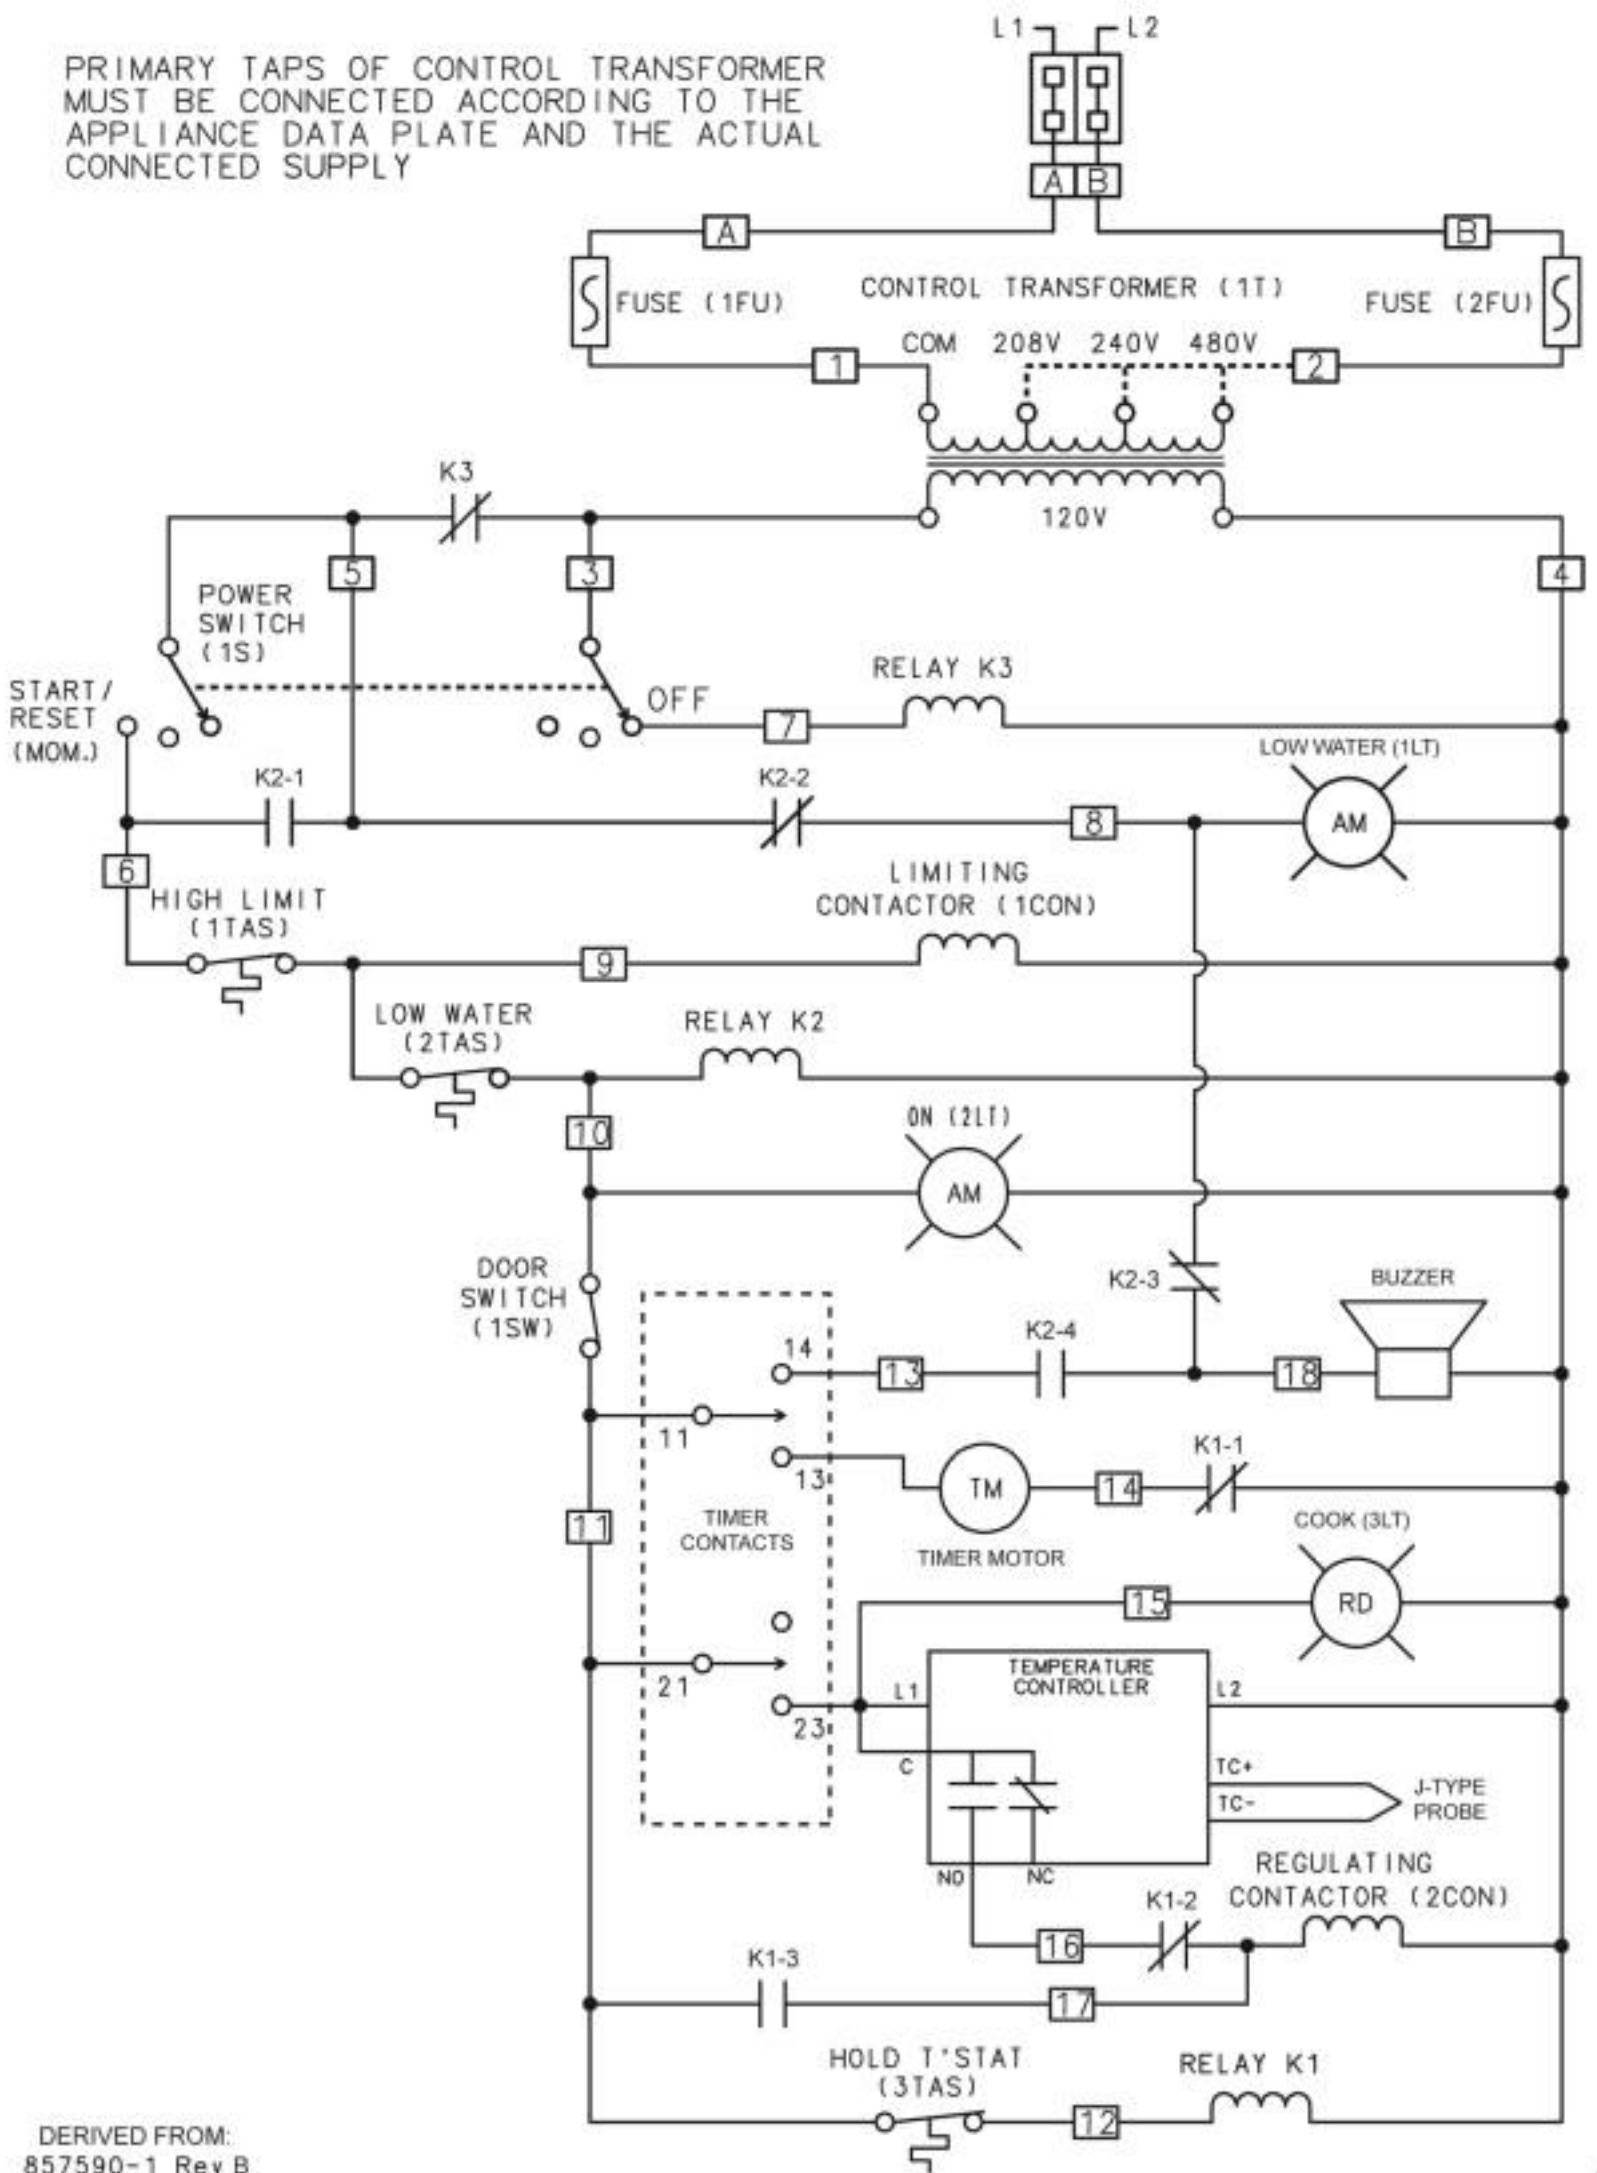 L1 L2
PRIMARY TAPS OF CONTROL TRANSFORMER
MUST BE CONNECTED ACCORDING TO THE
APPLIANCE DATA PLATE AND THE ACTUAL
CONNECTED SUPPLY
A B
A
B
FUSE (1FU)
CONTROL TRANSFORMER (1T)
FUSE (2FU)
COM 208V 240V 480V
1
2
K3
120V
5
3
4
POWER
SWITCH
(1S)
START/
RESET
(MOM.)
OFF
7
RELAY K3
LOW WATER (1LT)
K2-1
K2-2
8
AM
6
HIGH LIMIT
(1TAS)
LIMITING
CONTACTOR (1CON)
9
LOW WATER
(2TAS)
RELAY K2
10
ON (2LT)
AM
DOOR
SWITCH
(1SW)
K2-3
BUZZER
K2-4
14
13
18
11
13
TM
14
K1-1
11
TIMER
CONTACTS
TIMER MOTOR
COOK (3LT)
15
RD
TEMPERATURE
CONTROLLER
L1
L2
21
23
C
TC+
TC-
J-TYPE
PROBE
NO
NC
REGULATING
CONTACTOR (2CON)
K1-2
16
K1-3
17
HOLD T'STAT
(3TAS)
RELAY K1
12
DERIVED FROM:
857590-1 Rev B